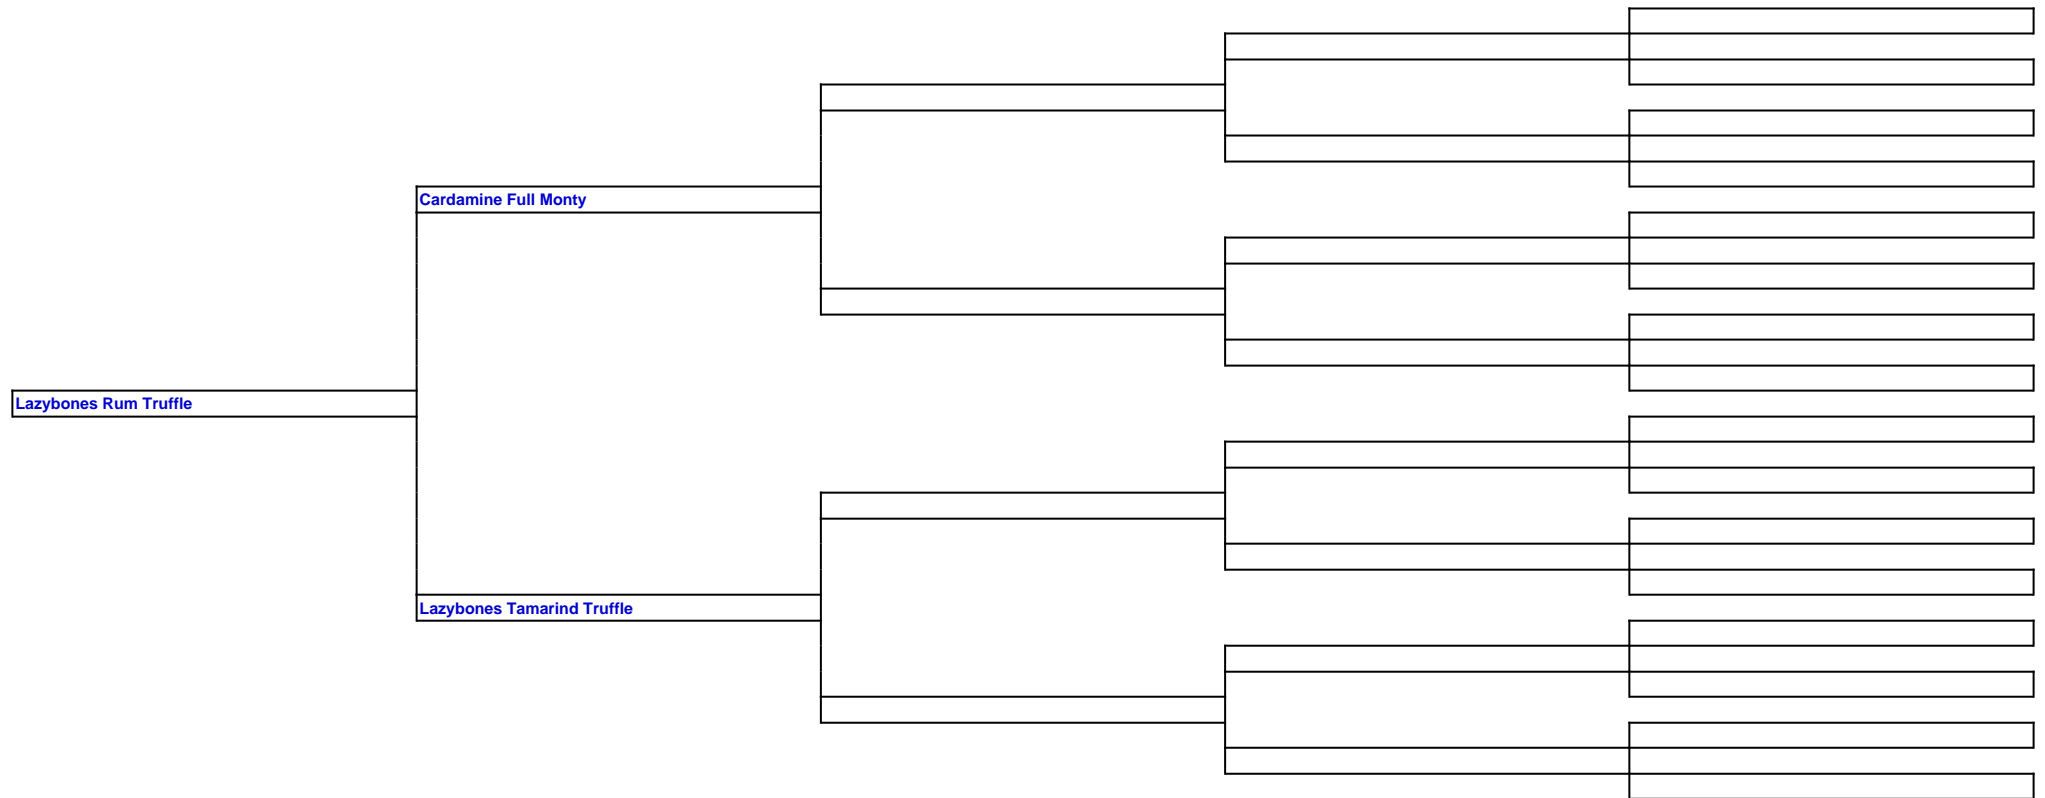 Cardamine Full Monty
Lazybones Rum Truffle
Lazybones Tamarind Truffle